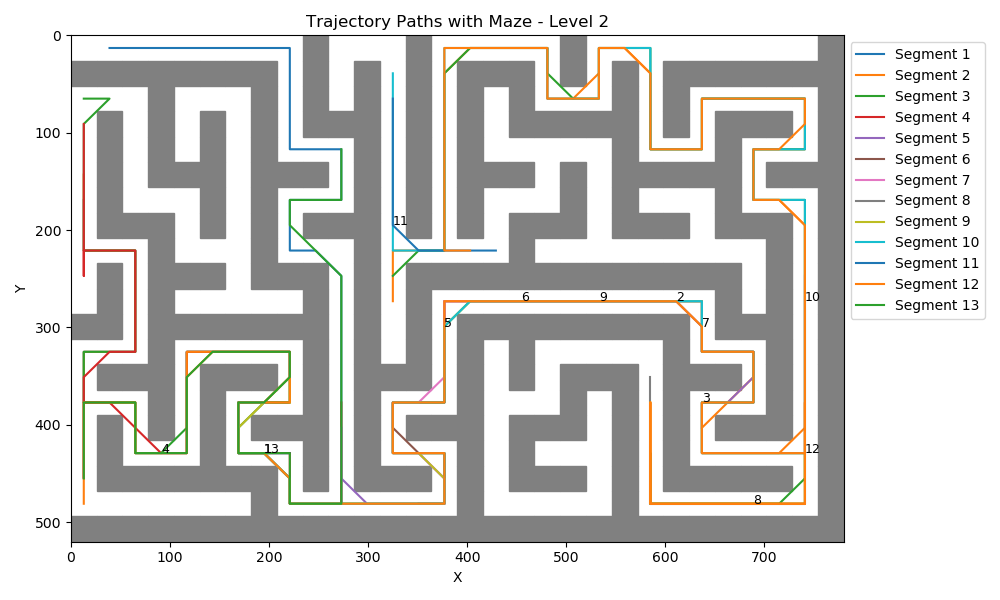 Trajectory Paths with Maze - Level 2
0
100
200
300
400
500
Y
0
100
200
300
400
500
600
700
X
11
6
9
2
10
5
7
3
4
13
12
8
Segment 1
Segment 2
Segment 3
Segment 4
Segment 5
Segment 6
Segment 7
Segment 8
Segment 9
Segment 10
Segment 11
Segment 12
Segment 13